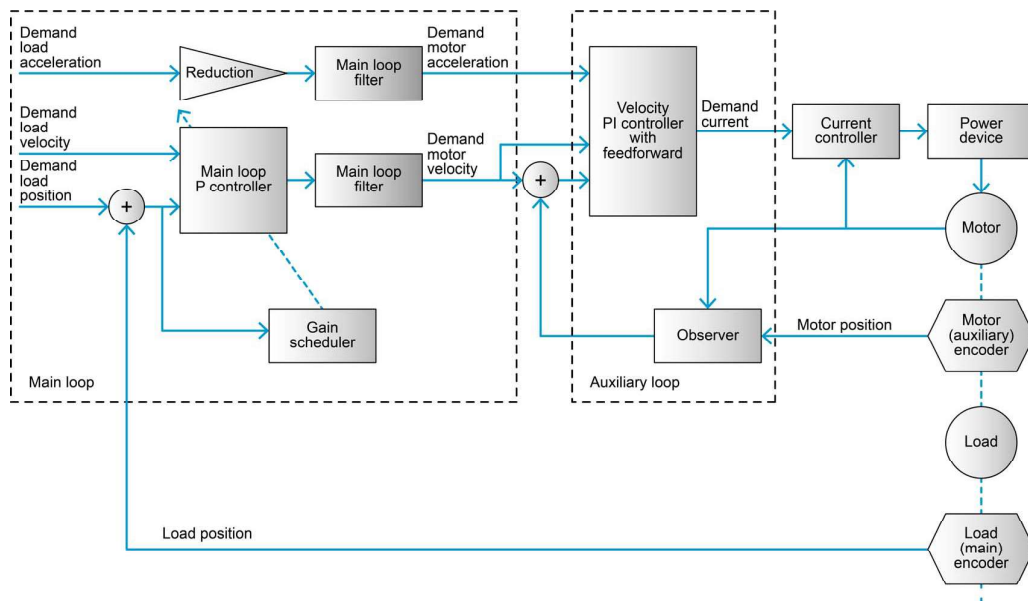 Demand
load
acceleration
Reduction
Main loop
filter
Demand
motor
acceleration
Demand
load
velocity
Demand
load
position
+
Main loop
P controller
Main loop
filter
Demand
motor
velocity
+
Velocity
PI controller
with
feedforward
Demand
current
Current
controller
Power
device
Motor
Gain
scheduler
Main loop
Observer
Auxiliary loop
Motor position
Motor
(auxiliary)
encoder
Load
Load position
Load
(main)
encoder